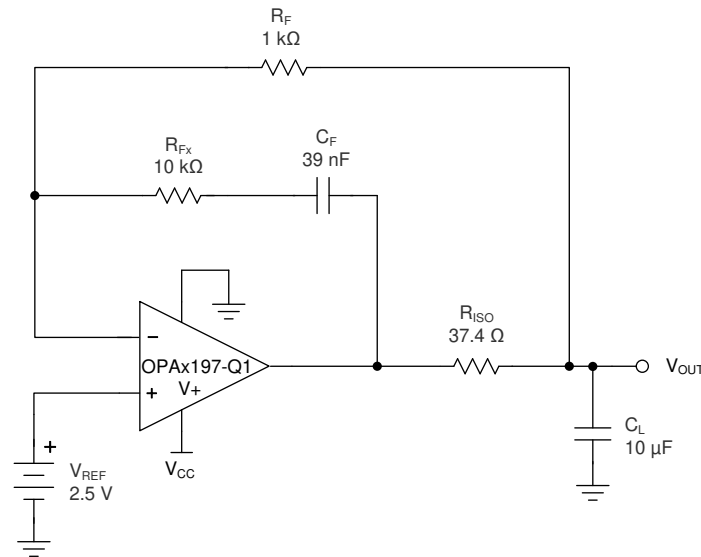 R_F
1 kΩ
R_Fx
10 kΩ
C_F
39 nF
−
OPAx197-Q1
+
V+
R_ISO
37.4 Ω
V_OUT
V_CC
C_L
10 µF
+
V_REF
2.5 V